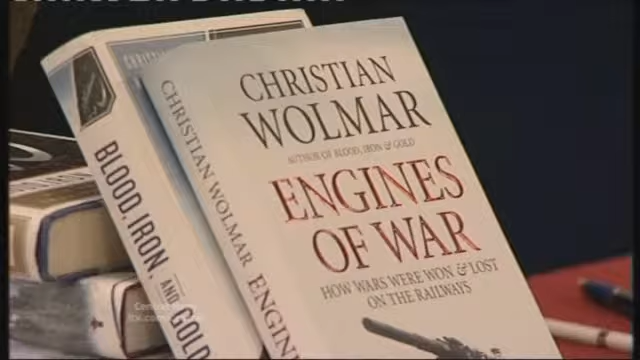 CHRISTIAN
WOLMAR
AUTHOR OF BLOOD, IRON & GOLD
ENGINES
OF WAR
HOW WARS WERE WON & LOST
ON THE RAILWAYS
CHRISTIAN WOLMAR ENGIN
BLOOD, IRON, AND GOLD